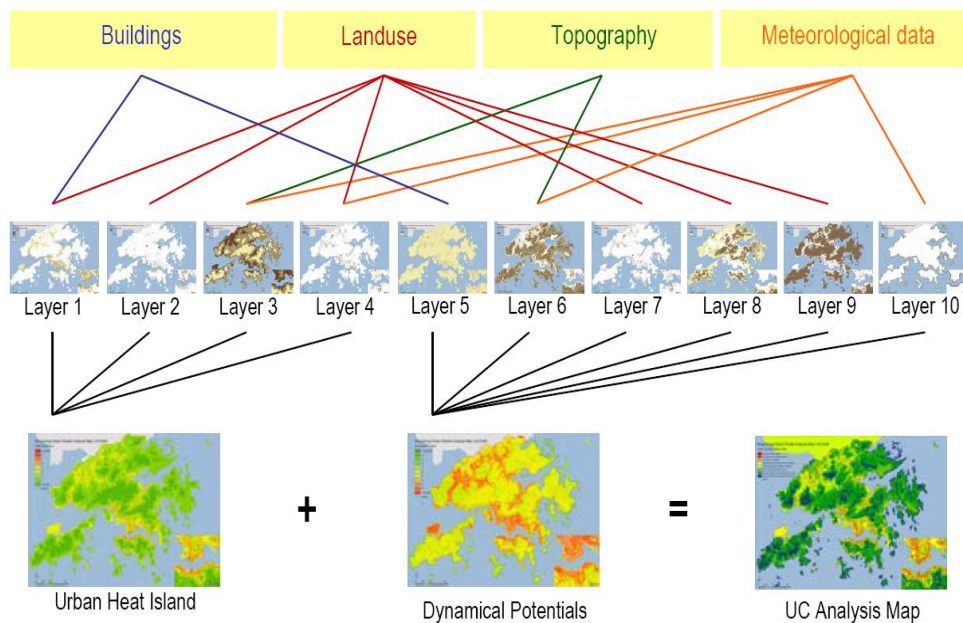 Buildings
Landuse
Topography
Meteorological data
Layer 1
Layer 2
Layer 3
Layer 4
Layer 5
Layer 6
Layer 7
Layer 8
Layer 9
Layer 10
+
=
Urban Heat Island
Dynamical Potentials
UC Analysis Map